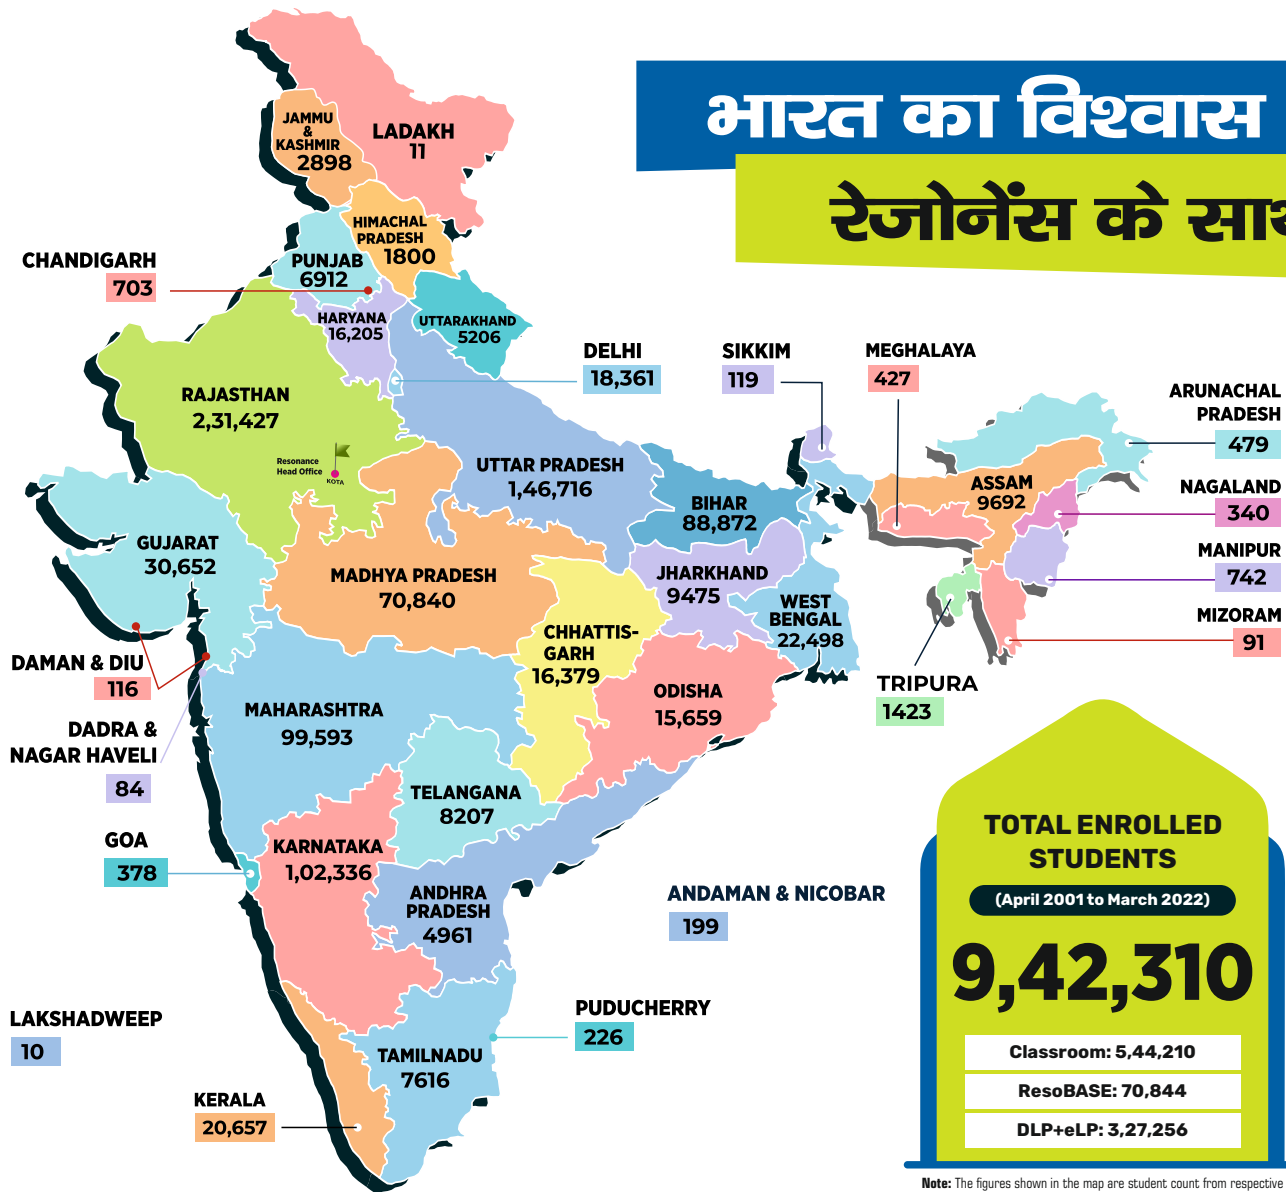 भारत का विश्वास
रेजोनेंस के
JAMMU
&
KASHMIR
2898
LADAKH
11
HIMACHAL
PRADESH
1800
CHANDIGARH
703
PUNJAB
6912
HARYANA
16,205
UTTARAKHAND
5206
DELHI
18,361
SIKKIM
119
MEGHALAYA
427
ARUNACHAL
PRADESH
479
RAJASTHAN
2,31,427
Resonance
Head Office
KOTA
UTTAR PRADESH
1,46,716
BIHAR
88,872
ASSAM
9692
NAGALAND
340
MANIPUR
742
MIZORAM
91
TRIPURA
1423
GUJARAT
30,652
MADHYA PRADESH
70,840
JHARKHAND
9475
WEST
BENGAL
22,498
CHHATTIS-
GARH
16,379
ODISHA
15,659
DAMAN & DIU
116
DADRA &
NAGAR HAVELI
84
MAHARASHTRA
99,593
TELANGANA
8207
GOA
378
KARNATAKA
1,02,336
ANDHRA
PRADESH
4961
ANDAMAN & NICOBAR
199
LAKSHADWEEP
10
PUDUCHERRY
226
TAMILNADU
7616
KERALA
20,657
TOTAL ENROLLED
STUDENTS
(April 2001 to March 2022)
9,42,310
Classroom: 5,44,210
ResoBASE: 70,844
DLP+eLP: 3,27,256
Note: The figures shown in the map are student count from respective